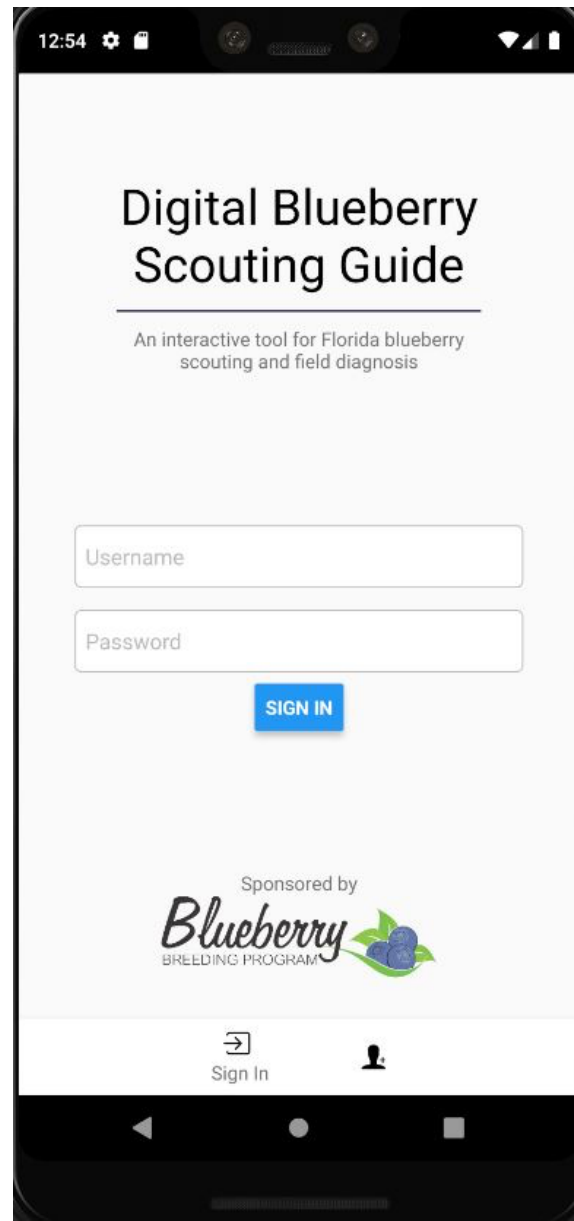 12:54
Digital Blueberry
Scouting Guide
An interactive tool for Florida blueberry
scouting and field diagnosis
Username
Password
SIGN IN
Sponsored by
Blueberry
BREEDING PROGRAM
Sign In